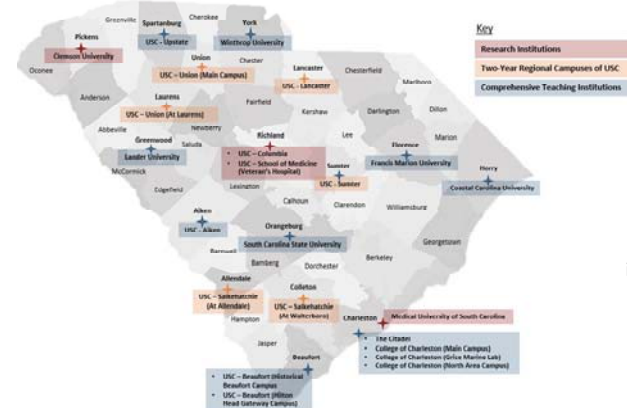 Greenville
Spartanburg
Cherokee
York
USC - Upstate
Winthrop University
Pickens
Clemson University
Oconee
Union
USC – Union (Main Campus)
Chester
Lancaster
USC - Lancaster
Chesterfield
Marlboro
Anderson
Laurens
USC – Union (At Laurens)
Fairfield
Kershaw
Darlington
Dillon
Abbeville
Newberry
Greenwood
Lander University
Saluda
Richland
• USC – Columbia
• USC – School of Medicine
(Veteran's Hospital)
Lee
Florence
Francis Marion University
Marion
McCormick
Edgefield
Lexington
Sumter
USC - Sumter
Horry
Coastal Carolina University
Calhoun
Clarendon
Williamsburg
Aiken
USC - Aiken
Orangeburg
South Carolina State University
Georgetown
Barnwell
Bamberg
Dorchester
Berkeley
Allendale
USC – Salkehatchie
(At Allendale)
Colleton
USC – Salkehatchie
(At Walterboro)
Hampton
Charleston
Medical University of South Carolina
• The Citadel
• College of Charleston (Main Campus)
• College of Charleston (Grice Marine Lab)
• College of Charleston (North Area Campus)
Jasper
Beaufort
• USC – Beaufort (Historical
Beaufort Campus
• USC – Beaufort (Hilton
Head Gateway Campus)
Key
Research Institutions
Two-Year Regional Campuses of USC
Comprehensive Teaching Institutions